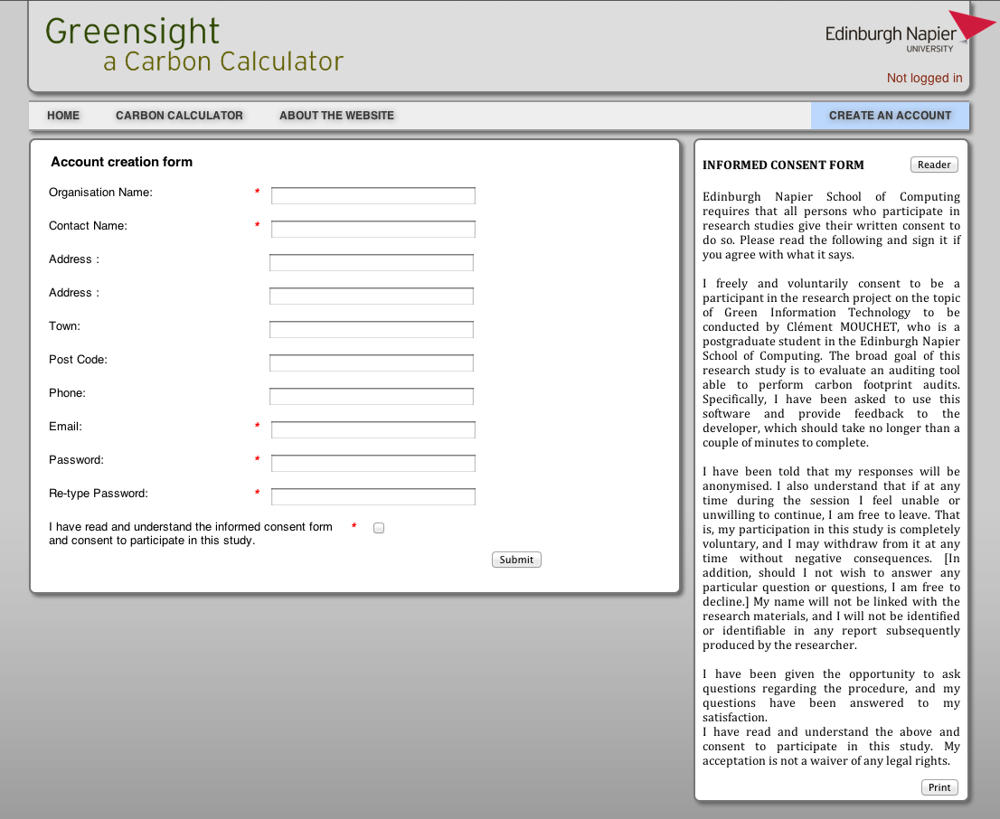 Greensight
a Carbon Calculator
Edinburgh Napier
UNIVERSITY
Not logged in
HOME
CARBON CALCULATOR
ABOUT THE WEBSITE
CREATE AN ACCOUNT
Account creation form
Organisation Name: *
Contact Name: *
Address :
Address :
Town:
Post Code:
Phone:
Email: *
Password: *
Re-type Password: *
I have read and understand the informed consent form *
and consent to participate in this study.
Submit
INFORMED CONSENT FORM
Reader
Edinburgh Napier School of Computing
requires that all persons who participate in
research studies give their written consent to
do so. Please read the following and sign it if
you agree with what it says.
I freely and voluntarily consent to be a
participant in the research project on the topic
of Green Information Technology to be
conducted by Clément MOUCHET, who is a
postgraduate student in the Edinburgh Napier
School of Computing. The broad goal of this
research study is to evaluate an auditing tool
able to perform carbon footprint audits.
Specifically, I have been asked to use this
software and provide feedback to the
developer, which should take no longer than a
couple of minutes to complete.
I have been told that my responses will be
anonymised. I also understand that if at any
time during the session I feel unable or
unwilling to continue, I am free to leave. That
is, my participation in this study is completely
voluntary, and I may withdraw from it at any
time without negative consequences. [In
addition, should I not wish to answer any
particular question or questions, I am free to
decline.] My name will not be linked with the
research materials, and I will not be identified
or identifiable in any report subsequently
produced by the researcher.
I have been given the opportunity to ask
questions regarding the procedure, and my
questions have been answered to my
satisfaction.
I have read and understand the above and
consent to participate in this study. My
acceptation is not a waiver of any legal rights.
Print